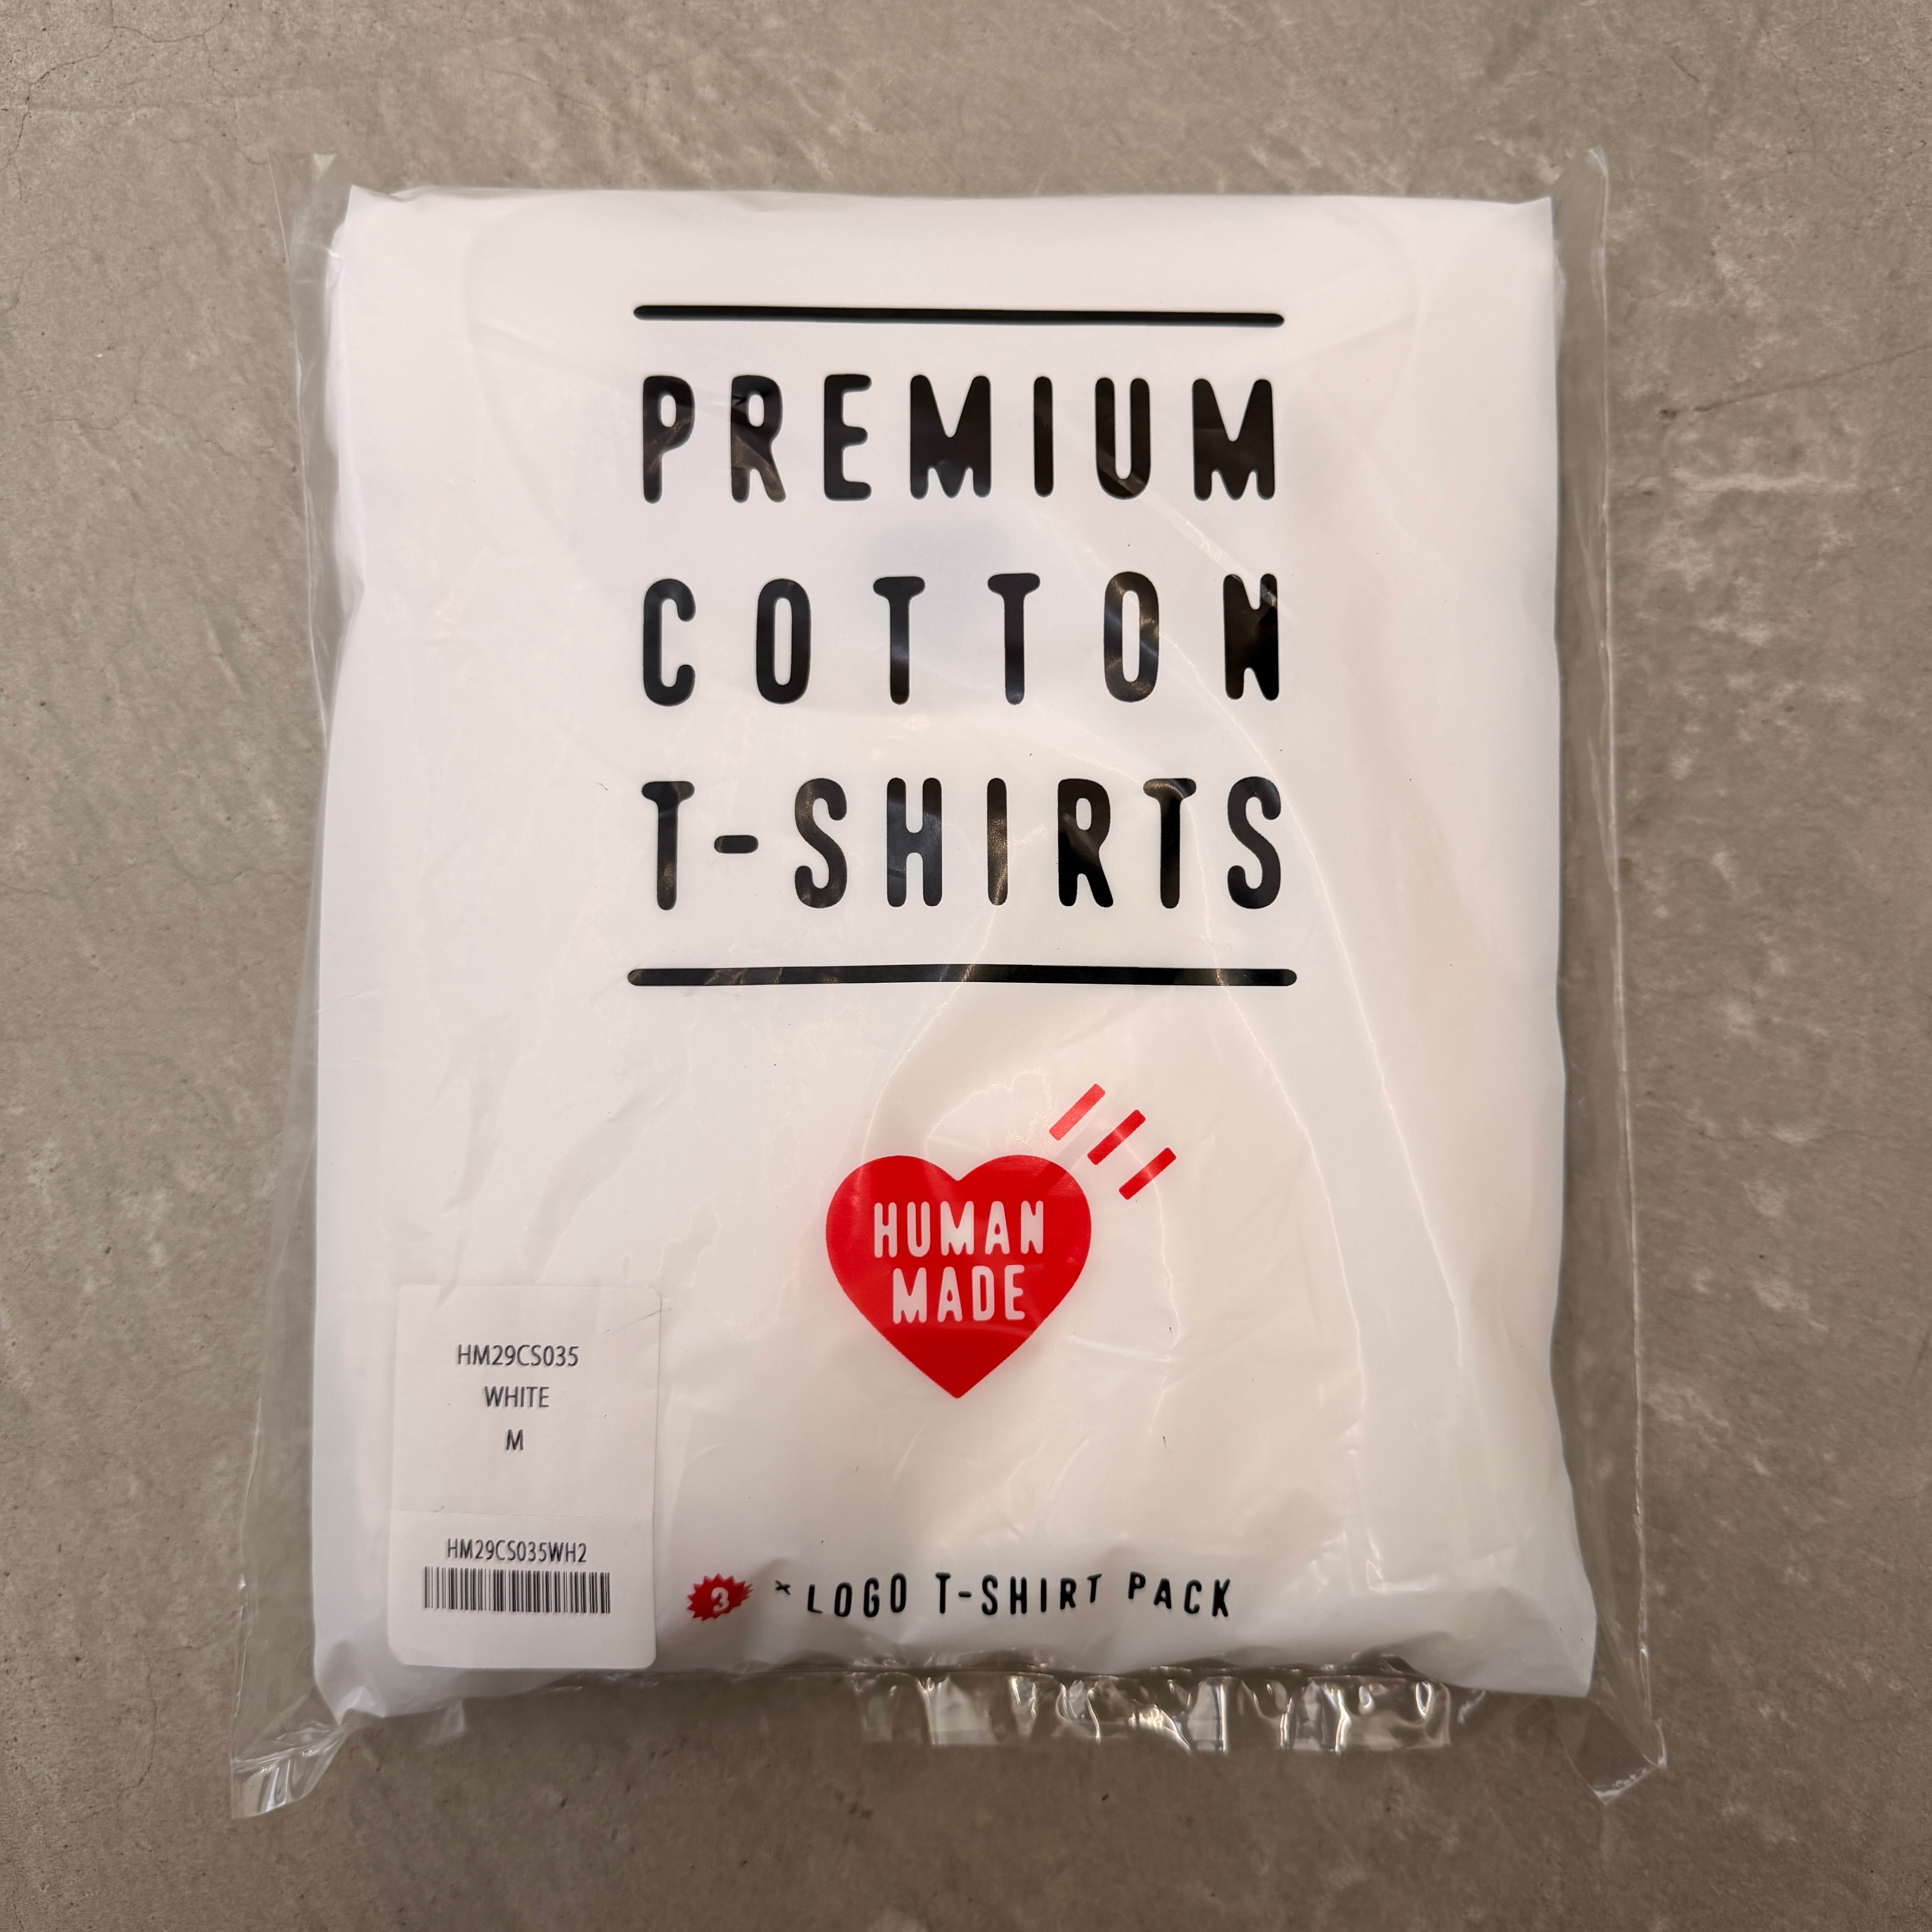 PREMIUM
COTTON
T-SHIRTS
HUMAN
MADE
HM29CS035
WHITE
M
HM29CS035WH2
3 × LOGO T-SHIRT PACK